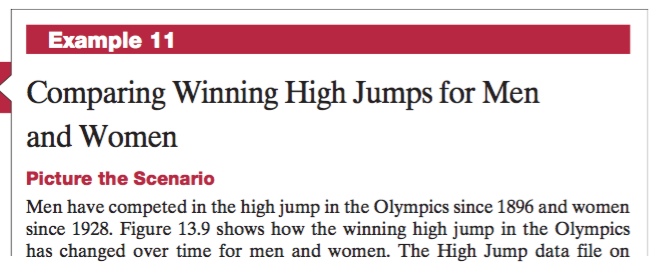 Example 11
Comparing Winning High Jumps for Men
and Women
Picture the Scenario
Men have competed in the high jump in the Olympics since 1896 and women
since 1928. Figure 13.9 shows how the winning high jump in the Olympics
has changed over time for men and women. The High Jump data file on